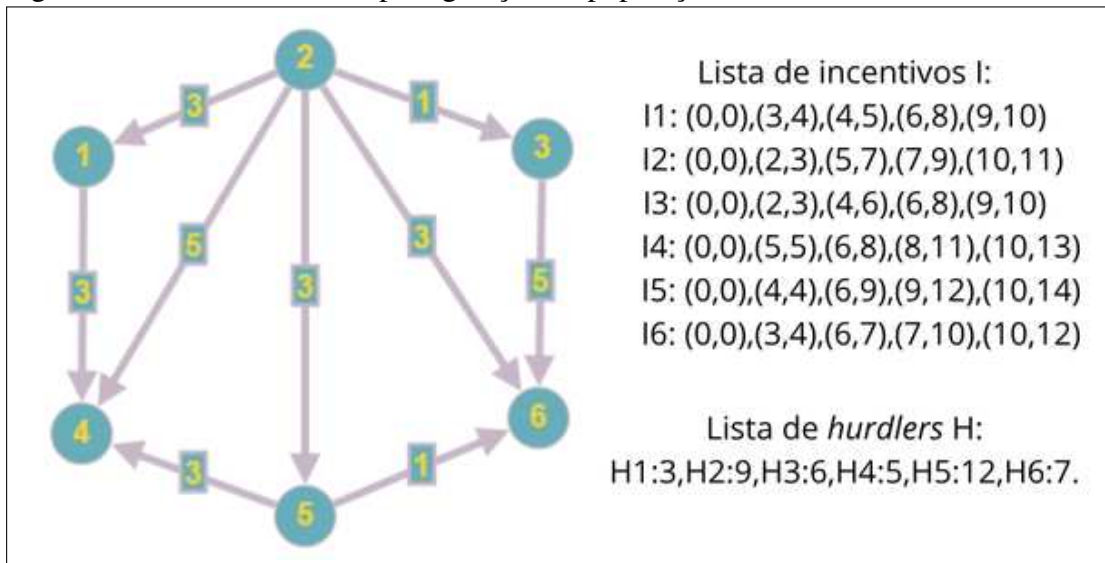 2
3 1
1 3
5 3
3 3 5
4 6
3 1
5
Lista de incentivos I:
I1: (0,0),(3,4),(4,5),(6,8),(9,10)
I2: (0,0),(2,3),(5,7),(7,9),(10,11)
I3: (0,0),(2,3),(4,6),(6,8),(9,10)
I4: (0,0),(5,5),(6,8),(8,11),(10,13)
I5: (0,0),(4,4),(6,9),(9,12),(10,14)
I6: (0,0),(3,4),(6,7),(7,10),(10,12)
Lista de hurdlers H:
H1:3,H2:9,H3:6,H4:5,H5:12,H6:7.